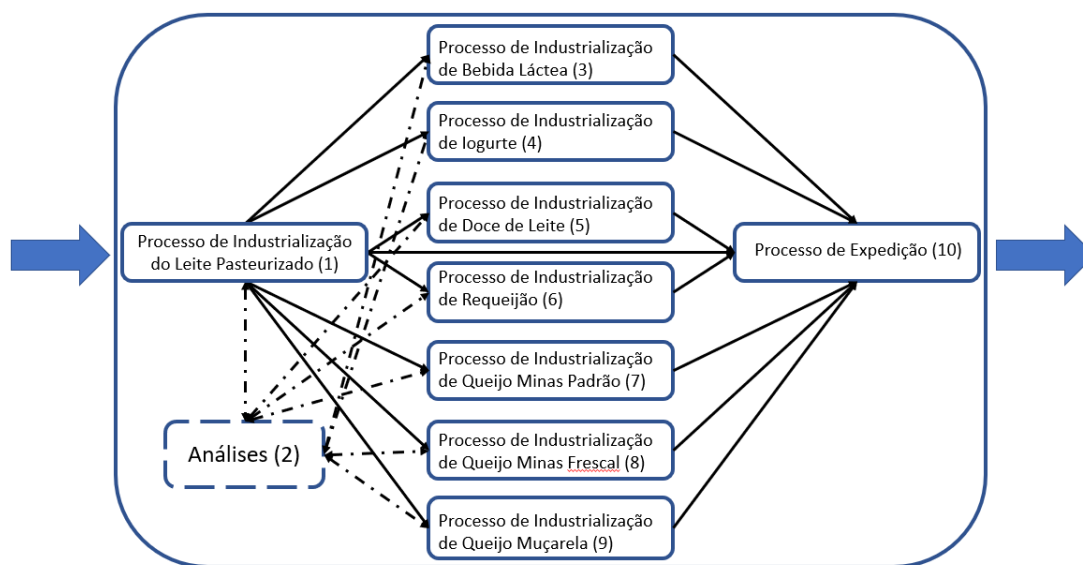 Processo de Industrialização
de Bebida Láctea (3)
Processo de Industrialização
de Iogurte (4)
Processo de Industrialização
de Doce de Leite (5)
Processo de Industrialização
do Leite Pasteurizado (1)
Processo de Expedição (10)
Processo de Industrialização
de Requeijão (6)
Processo de Industrialização
de Queijo Minas Padrão (7)
Análises (2)
Processo de Industrialização
de Queijo Minas Frescal (8)
Processo de Industrialização
de Queijo Muçarela (9)